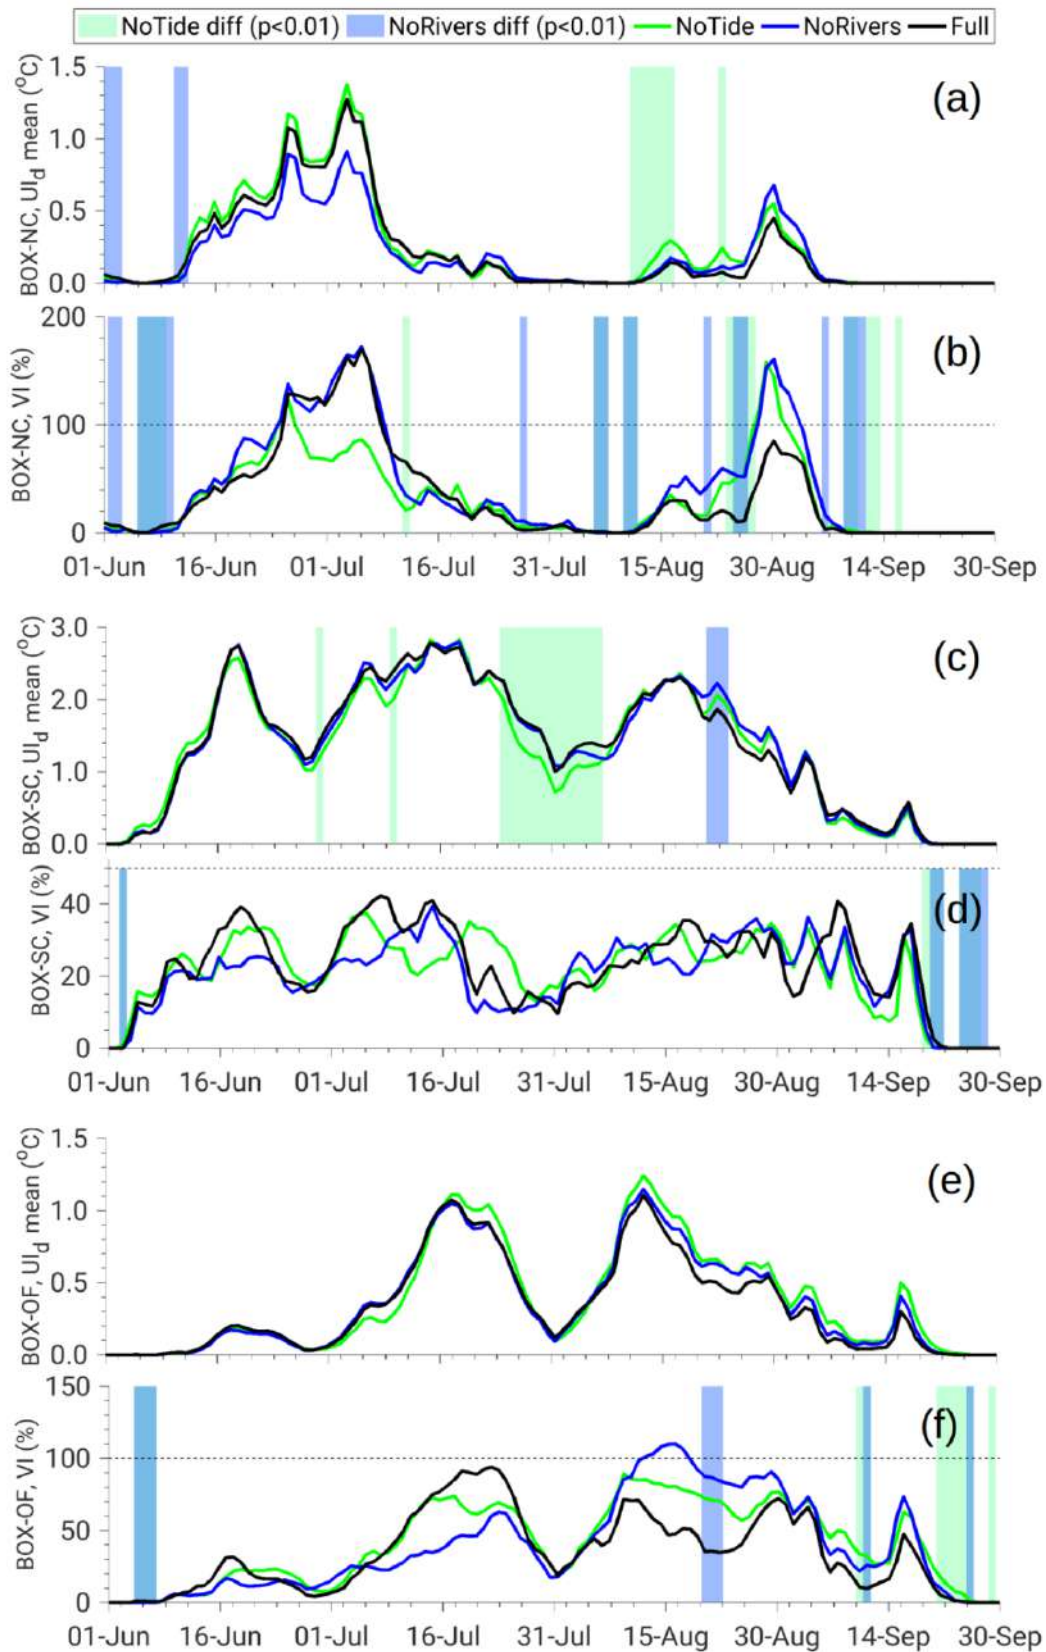 NoTide diff (p<0.01) NoRivers diff (p<0.01) NoTide NoRivers Full
BOX-NC, UId mean (oC)
1.5
1.0
0.5
0.0
(a)
BOX-NC, VI (%)
200
100
0
(b)
01-Jun 16-Jun 01-Jul 16-Jul 31-Jul 15-Aug 30-Aug 14-Sep 30-Sep
BOX-SC, UId mean (oC)
3.0
2.0
1.0
0.0
(c)
BOX-SC, VI (%)
40
20
0
(d)
01-Jun 16-Jun 01-Jul 16-Jul 31-Jul 15-Aug 30-Aug 14-Sep 30-Sep
BOX-OF, UId mean (oC)
1.5
1.0
0.5
0.0
(e)
BOX-OF, VI (%)
150
100
50
0
(f)
01-Jun 16-Jun 01-Jul 16-Jul 31-Jul 15-Aug 30-Aug 14-Sep 30-Sep